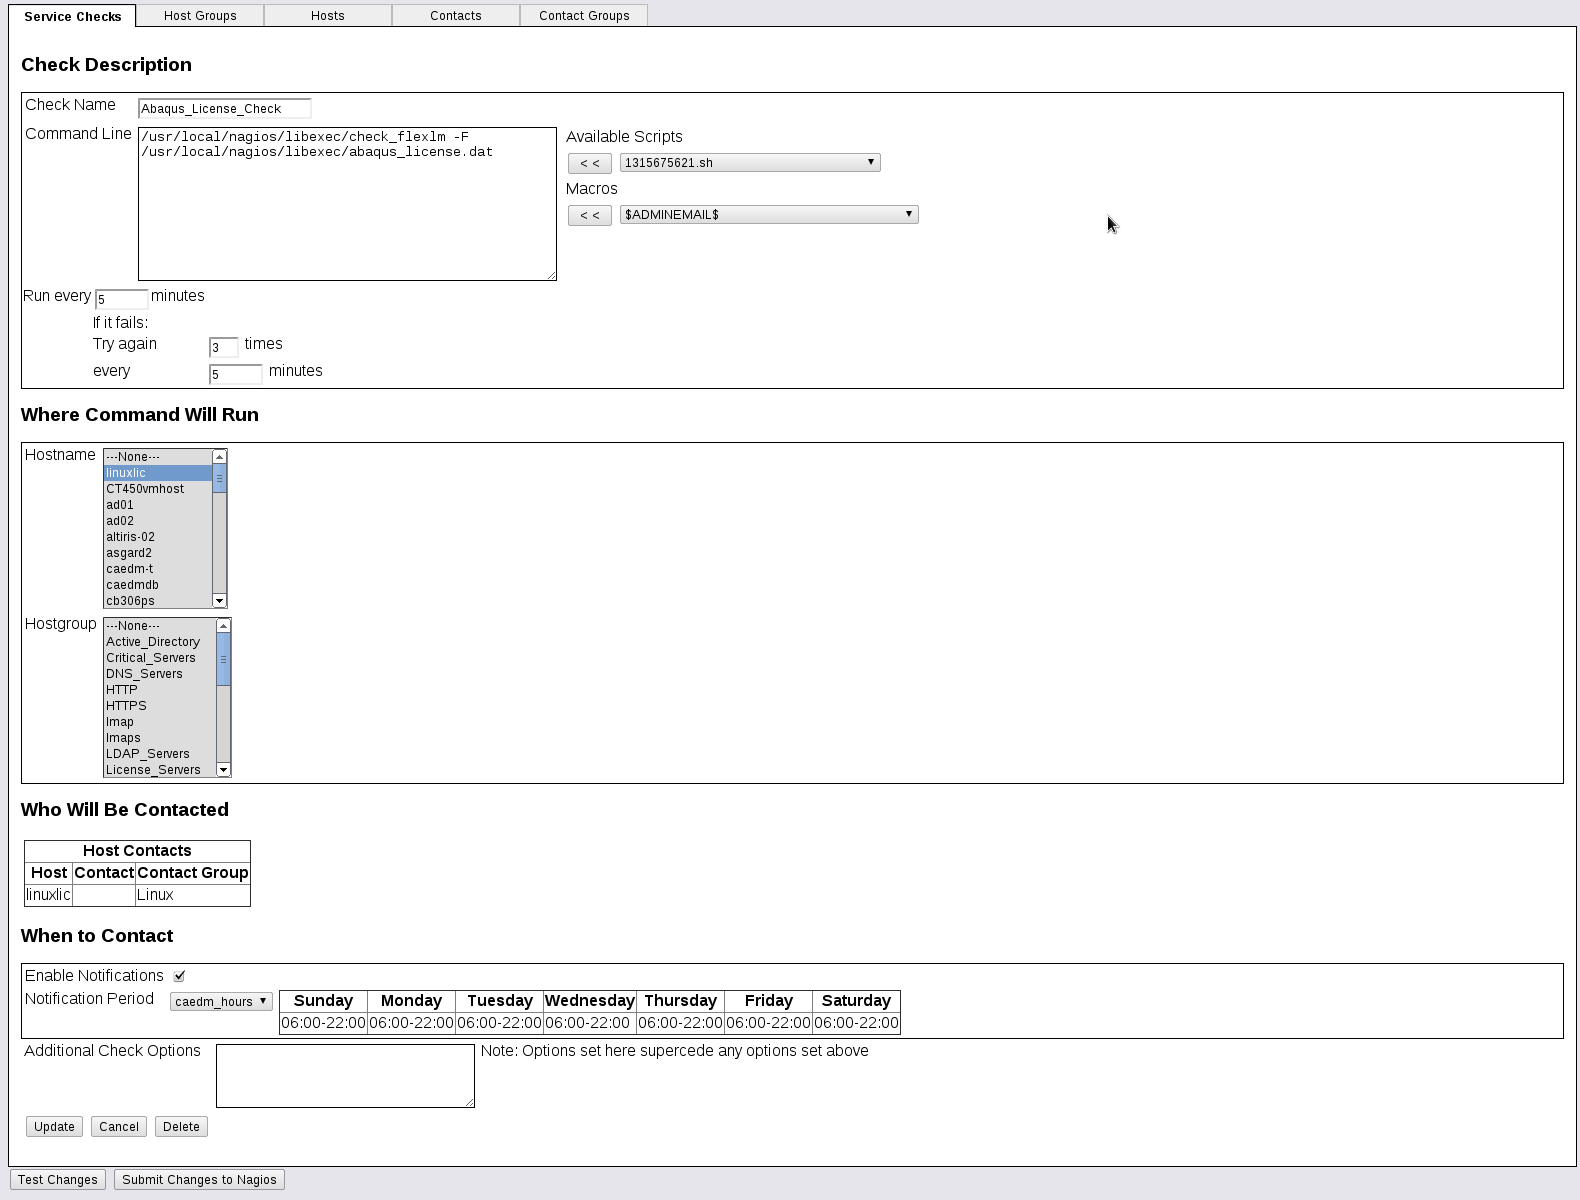 Service Checks Host Groups Hosts Contacts Contact Groups
Check Description
Check Name Abaqus_License_Check
Command Line /usr/local/nagios/libexec/check_flexlm -F
/usr/local/nagios/libexec/abaqus_license.dat
Available Scripts
< < 1315675621.sh
Macros
< < $ADMINEMAIL$
Run every 5 minutes
If it fails:
Try again 3 times
every 5 minutes
Where Command Will Run
Hostname ---None---
linuxlic
CT450vmhost
ad01
ad02
altiris-02
asgard2
caedm-t
caedmdb
cb306ps
Hostgroup ---None---
Active_Directory
Critical_Servers
DNS_Servers
HTTP
HTTPS
Imap
Imaps
LDAP_Servers
License_Servers
Who Will Be Contacted
Host Contacts
Host Contact Contact Group
linuxlic Linux
When to Contact
Enable Notifications
Notification Period caedm_hours Sunday Monday Tuesday Wednesday Thursday Friday Saturday
06:00-22:00 06:00-22:00 06:00-22:00 06:00-22:00 06:00-22:00 06:00-22:00 06:00-22:00
Additional Check Options Note: Options set here supercede any options set above
Update Cancel Delete
Test Changes Submit Changes to Nagios